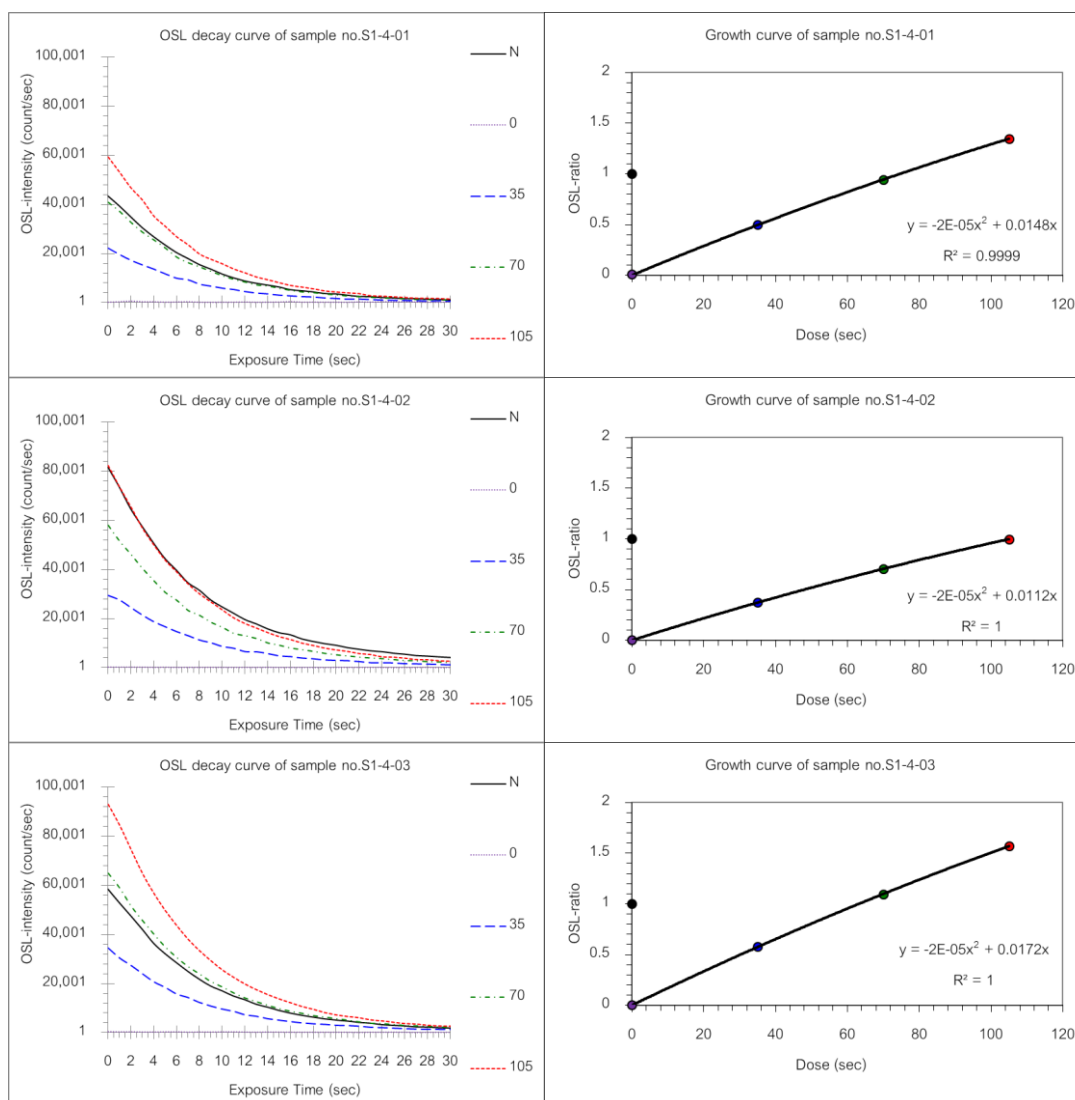 OSL decay curve of sample no.S1-4-01
100,001
80,001
60,001
40,001
20,001
1
OSL-intensity (count/sec)
0 2 4 6 8 10 12 14 16 18 20 22 24 26 28 30
Exposure Time (sec)
N
0
35
70
105
Growth curve of sample no.S1-4-01
2
1.5
1
0.5
0
OSL-ratio
y = -2E-05x² + 0.0148x
R² = 0.9999
0 20 40 60 80 100 120
Dose (sec)
OSL decay curve of sample no.S1-4-02
100,001
80,001
60,001
40,001
20,001
1
OSL-intensity (count/sec)
0 2 4 6 8 10 12 14 16 18 20 22 24 26 28 30
Exposure Time (sec)
N
0
35
70
105
Growth curve of sample no.S1-4-02
2
1.5
1
0.5
0
OSL-ratio
y = -2E-05x² + 0.0112x
R² = 1
0 20 40 60 80 100 120
Dose (sec)
OSL decay curve of sample no.S1-4-03
100,001
80,001
60,001
40,001
20,001
1
OSL-intensity (count/sec)
0 2 4 6 8 10 12 14 16 18 20 22 24 26 28 30
Exposure Time (sec)
N
0
35
70
105
Growth curve of sample no.S1-4-03
2
1.5
1
0.5
0
OSL-ratio
y = -2E-05x² + 0.0172x
R² = 1
0 20 40 60 80 100 120
Dose (sec)